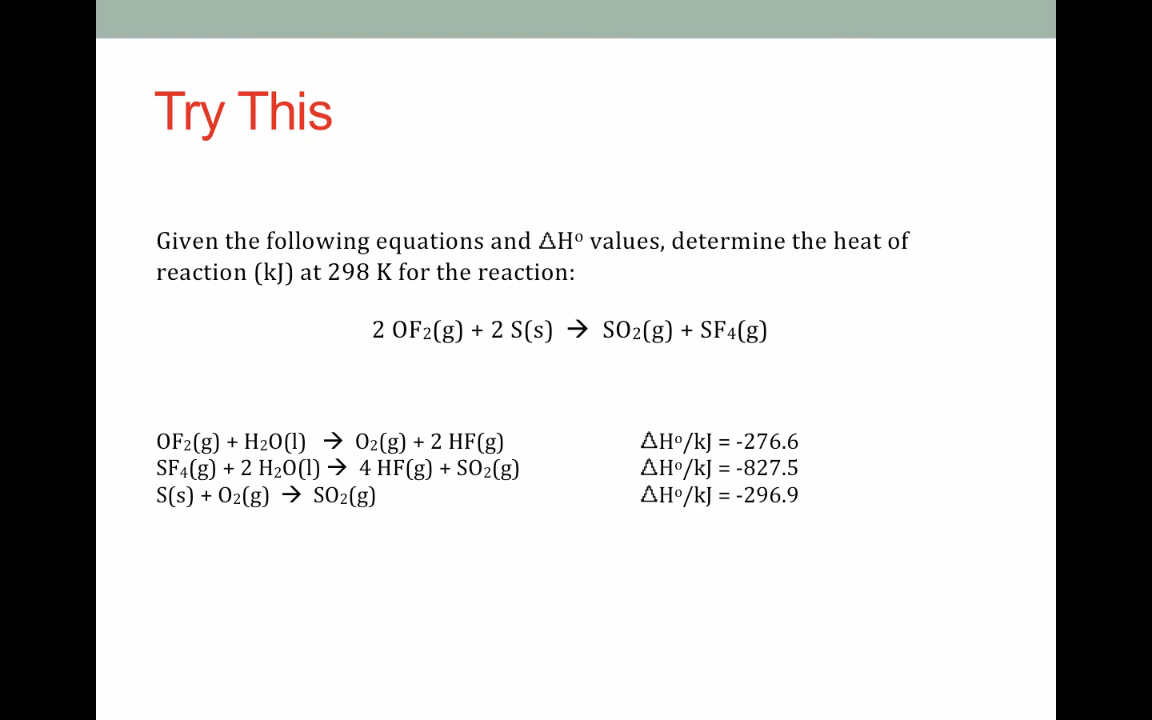 Try This
Given the following equations and ΔHº values, determine the heat of
reaction (kJ) at 298 K for the reaction:
2 OF₂(g) + 2 S(s) → SO₂(g) + SF₄(g)
OF₂(g) + H₂O(l) → O₂(g) + 2 HF(g) ΔHº/kJ = -276.6
SF₄(g) + 2 H₂O(l) → 4 HF(g) + SO₂(g) ΔHº/kJ = -827.5
S(s) + O₂(g) → SO₂(g) ΔHº/kJ = -296.9